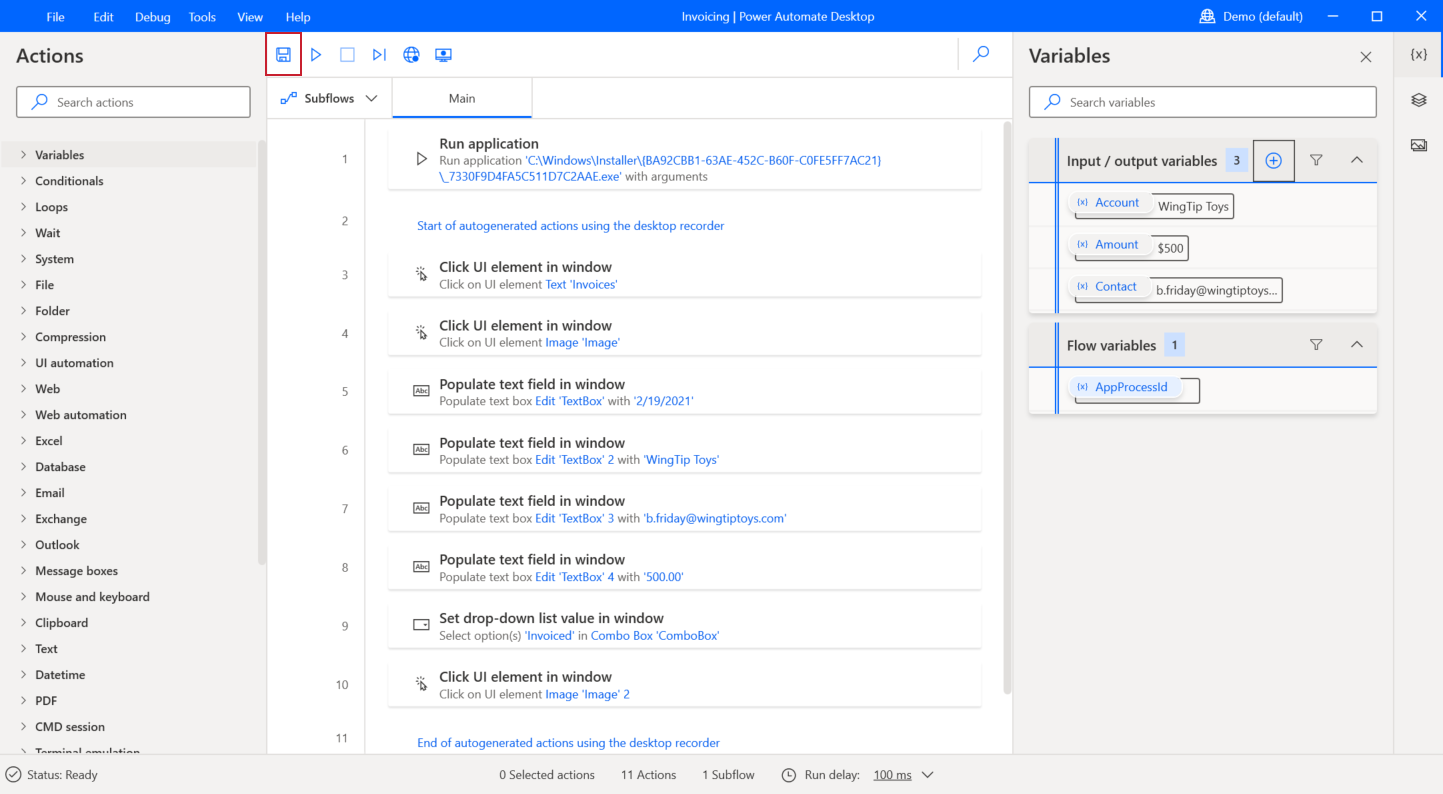 File Edit Debug Tools View Help
Invoicing | Power Automate Desktop
Demo (default)
Actions
Search actions
Variables
Conditionals
Loops
Wait
System
File
Folder
Compression
UI automation
Web
Web automation
Excel
Database
Email
Exchange
Outlook
Message boxes
Mouse and keyboard
Clipboard
Text
Datetime
PDF
CMD session
Terminal emulation
Subflows
Main
1
Run application
Run application 'C:\Windows\Installer\{BA92CBB1-63AE-452C-B60F-C0FE5FF7AC21}
\_7330F9D4FA5C511D7C2AAE.exe' with arguments
2
Start of autogenerated actions using the desktop recorder
3
Click UI element in window
Click on UI element Text 'Invoices'
4
Click UI element in window
Click on UI element Image 'Image'
5
Abc
Populate text field in window
Populate text box Edit 'TextBox' with '2/19/2021'
6
Abc
Populate text field in window
Populate text box Edit 'TextBox' 2 with 'WingTip Toys'
7
Abc
Populate text field in window
Populate text box Edit 'TextBox' 3 with 'b.friday@wingtiptoys.com'
8
Abc
Populate text field in window
Populate text box Edit 'TextBox' 4 with '500.00'
9
Set drop-down list value in window
Select option(s) 'Invoiced' in Combo Box 'ComboBox'
10
Click UI element in window
Click on UI element Image 'Image' 2
11
End of autogenerated actions using the desktop recorder
Variables
{x}
Search variables
Input / output variables 3
{x} Account WingTip Toys
{x} Amount $500
{x} Contact b.friday@wingtiptoys...
Flow variables 1
{x} AppProcessId
Status: Ready
0 Selected actions 11 Actions 1 Subflow Run delay: 100 ms